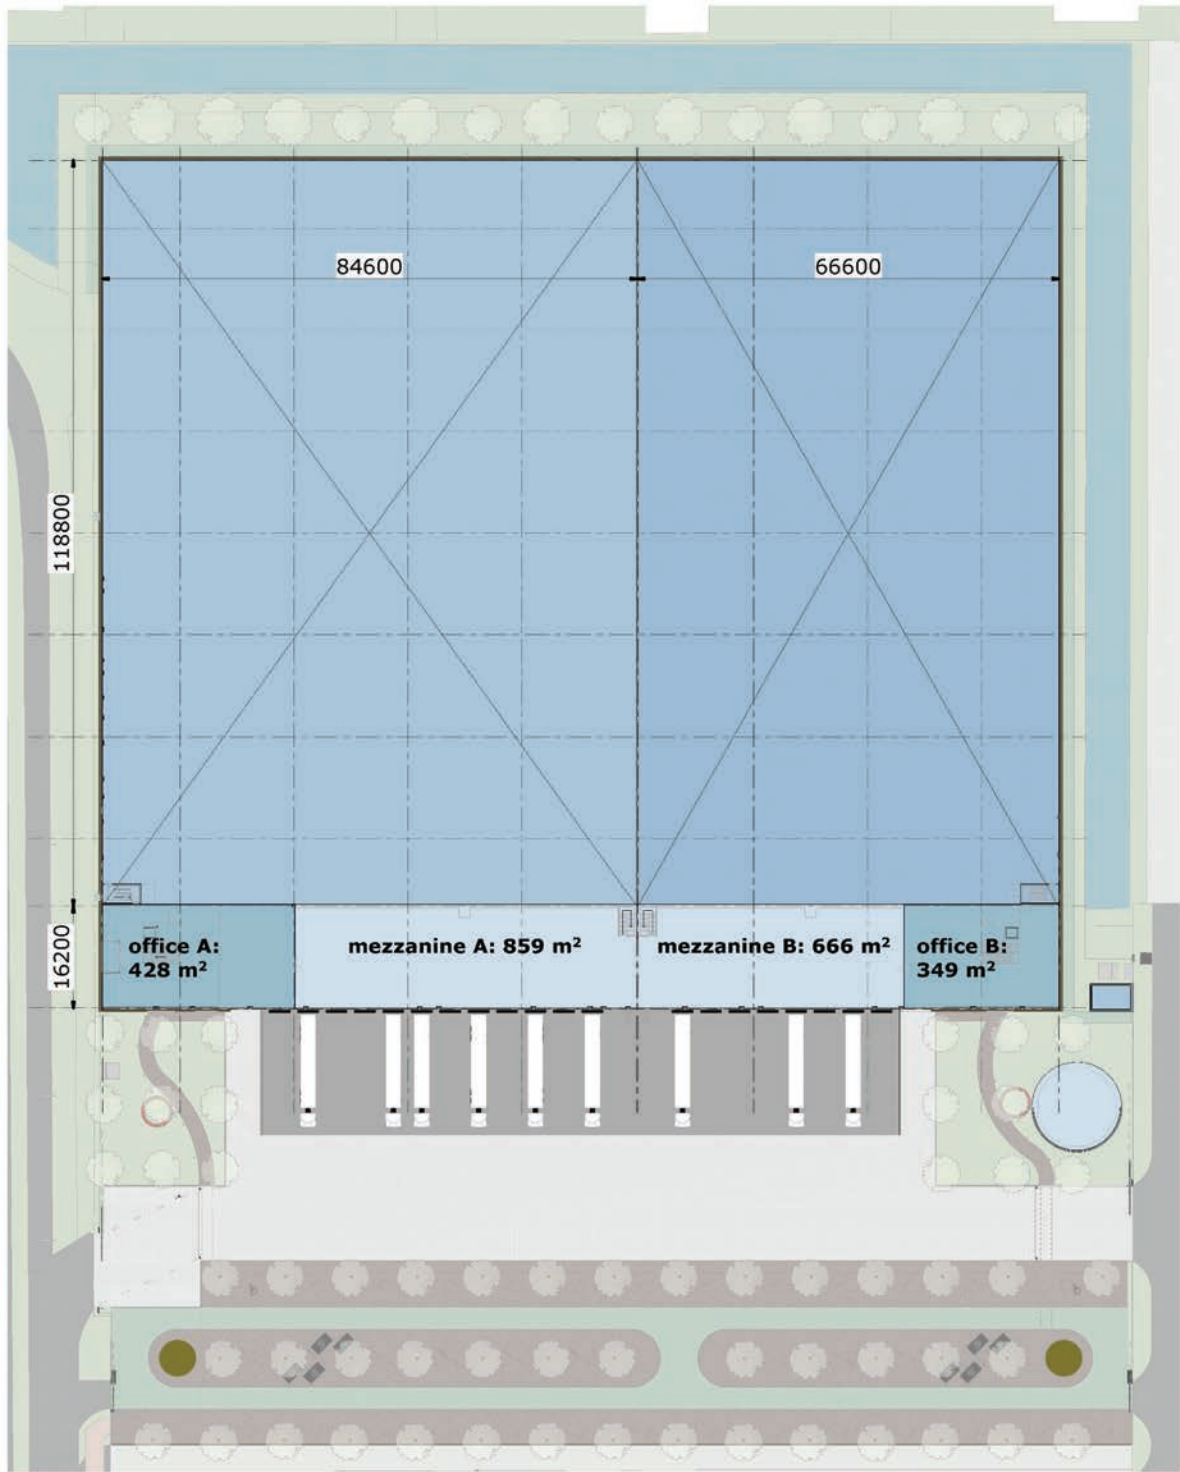 84600
66600
118800
16200
office A:
428 m²
mezzanine A: 859 m²
mezzanine B: 666 m²
office B:
349 m²